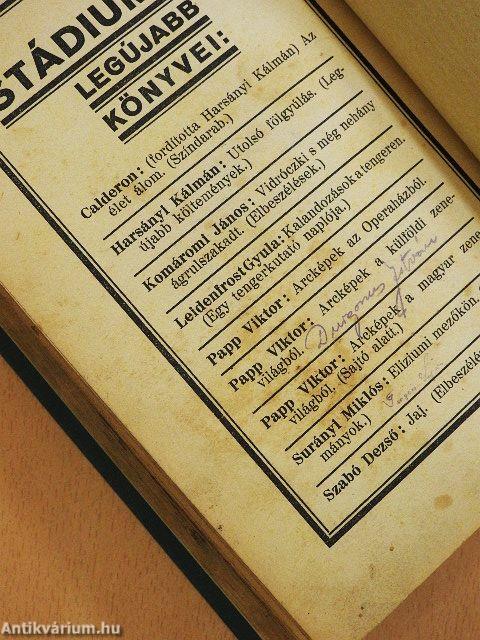 STÁDIUM
LEGÚJABB
KÖNYVEI:
Calderon: (fordította Harsányi Kálmán) Az
élet álom. (Színdarab.)
Harsányi Kálmán: Utolsó fölgyülás. (Leg-
újabb költemények.)
Komáromi János: Vidróczki s még nehány
ágrulszakadt. (Elbeszélések.)
Leidenfrost Gyula: Kalandozások a tengeren.
(Egy tengerkutató naplója.)
Papp Viktor: Arcképek az Operaházból.
Papp Viktor: Arcképek a külföldi zene-
világból.
István
Papp Viktor: Arcképek a magyar zene-
világból. (Sajtó alatt.)
Surányi Miklós: Elíziumi mezőkön.
mányok.)
Szabó Dezső: Jaj. (Elbeszélé
Antikvárium.hu